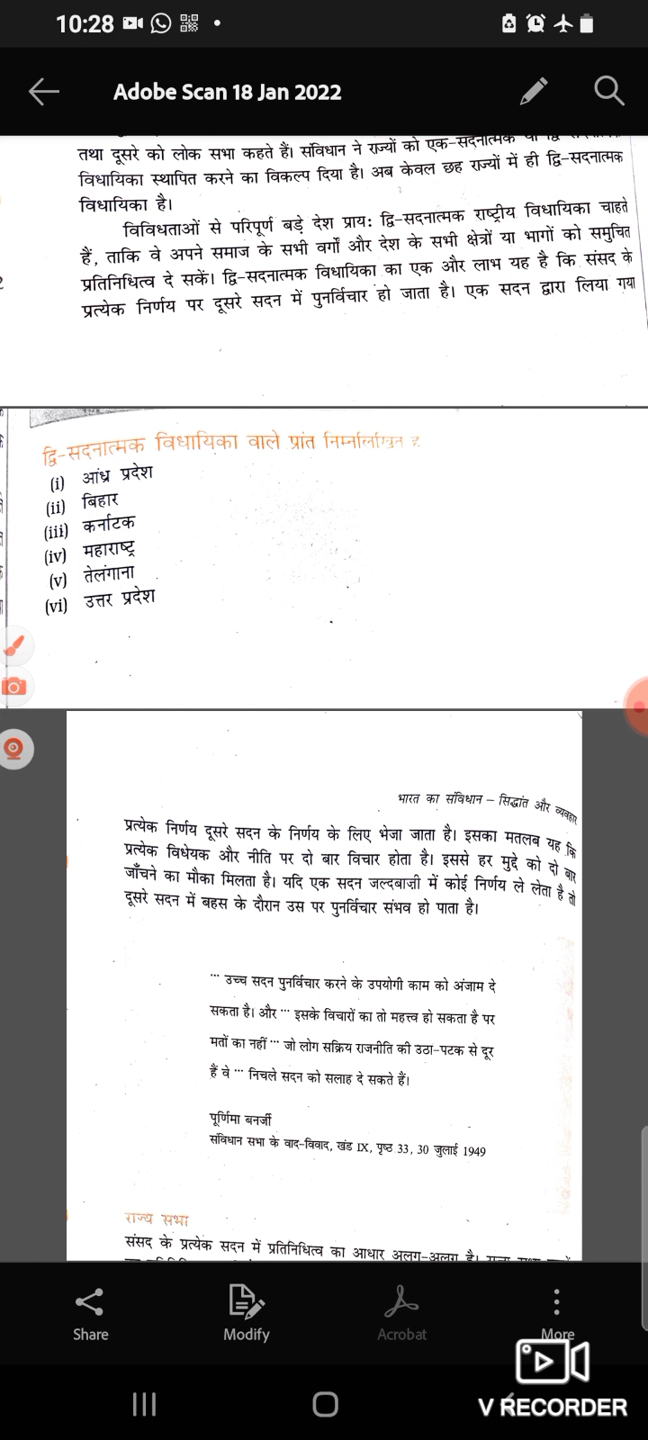 10:28
Adobe Scan 18 Jan 2022
तथा दूसरे को लोक सभा कहते हैं। संविधान ने राज्यों को एक-सदनात्मक या द्वि
विधायिका स्थापित करने का विकल्प दिया है। अब केवल छह राज्यों में ही द्वि-सदनात्मक
विधायिका है।
विविधताओं से परिपूर्ण बड़े देश प्रायः द्वि-सदनात्मक राष्ट्रीय विधायिका चाहते
हैं, ताकि वे अपने समाज के सभी वर्गों और देश के सभी क्षेत्रों या भागों को समुचित
प्रतिनिधित्व दे सकें। द्वि-सदनात्मक विधायिका का एक और लाभ यह है कि संसद के
प्रत्येक निर्णय पर दूसरे सदन में पुनर्विचार हो जाता है। एक सदन द्वारा लिया गया
द्वि-सदनात्मक विधायिका वाले प्रांत निम्नलिखित ह
(i) आंध्र प्रदेश
(ii) बिहार
(iii) कर्नाटक
(iv) महाराष्ट्र
(v) तेलंगाना
(vi) उत्तर प्रदेश
भारत का संविधान – सिद्धांत और व्यवहार
प्रत्येक निर्णय दूसरे सदन के निर्णय के लिए भेजा जाता है। इसका मतलब यह कि
प्रत्येक विधेयक और नीति पर दो बार विचार होता है। इससे हर मुद्दे को दो बार
जाँचने का मौका मिलता है। यदि एक सदन जल्दबाजी में कोई निर्णय ले लेता है तो
दूसरे सदन में बहस के दौरान उस पर पुनर्विचार संभव हो पाता है।
… उच्च सदन पुनर्विचार करने के उपयोगी काम को अंजाम दे
सकता है। और … इसके विचारों का तो महत्त्व हो सकता है पर
मतों का नहीं … जो लोग सक्रिय राजनीति की उठा-पटक से दूर
हैं वे … निचले सदन को सलाह दे सकते हैं।
पूर्णिमा बनर्जी
संविधान सभा के वाद-विवाद, खंड IX, पृष्ठ 33, 30 जुलाई 1949
राज्य सभा
संसद के प्रत्येक सदन में प्रतिनिधित्व का आधार अलग-अलग है।
Share Modify Acrobat More
V RECORDER